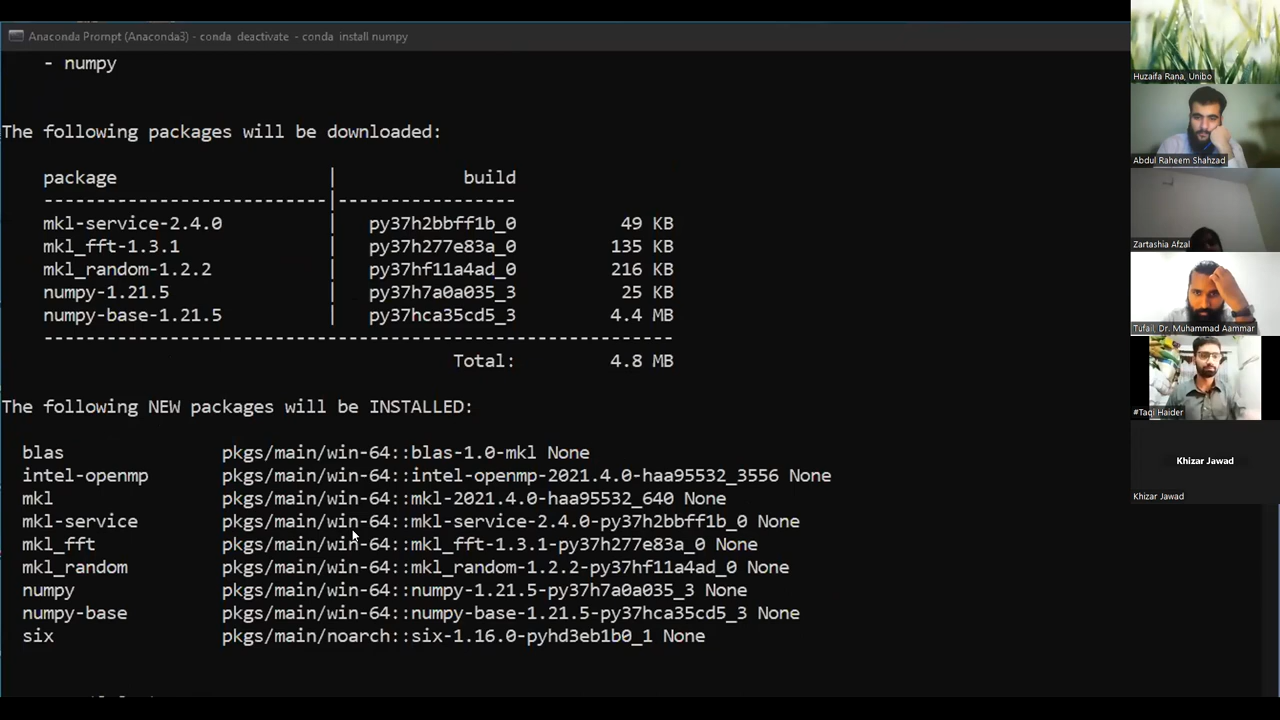 Anaconda Prompt (Anaconda3) - conda deactivate - conda install numpy
- numpy
The following packages will be downloaded:
package | build
---------------------------|-----------------
mkl-service-2.4.0 | py37h2bbff1b_0 49 KB
mkl_fft-1.3.1 | py37h277e83a_0 135 KB
mkl_random-1.2.2 | py37hf11a4ad_0 216 KB
numpy-1.21.5 | py37h7a0a035_3 25 KB
numpy-base-1.21.5 | py37hca35cd5_3 4.4 MB
------------------------------------------------------------
Total: 4.8 MB
The following NEW packages will be INSTALLED:
blas pkgs/main/win-64::blas-1.0-mkl None
intel-openmp pkgs/main/win-64::intel-openmp-2021.4.0-haa95532_3556 None
mkl pkgs/main/win-64::mkl-2021.4.0-haa95532_640 None
mkl-service pkgs/main/win-64::mkl-service-2.4.0-py37h2bbff1b_0 None
mkl_fft pkgs/main/win-64::mkl_fft-1.3.1-py37h277e83a_0 None
mkl_random pkgs/main/win-64::mkl_random-1.2.2-py37hf11a4ad_0 None
numpy pkgs/main/win-64::numpy-1.21.5-py37h7a0a035_3 None
numpy-base pkgs/main/win-64::numpy-base-1.21.5-py37hca35cd5_3 None
six pkgs/main/noarch::six-1.16.0-pyhd3eb1b0_1 None
Huzaifa Rana, Unibo
Abdul Raheem Shahzad
Zartashia Afzal
Tufail, Dr. Muhammad Aammar
#Taqi Haider
Khizar Jawad
Khizar Jawad